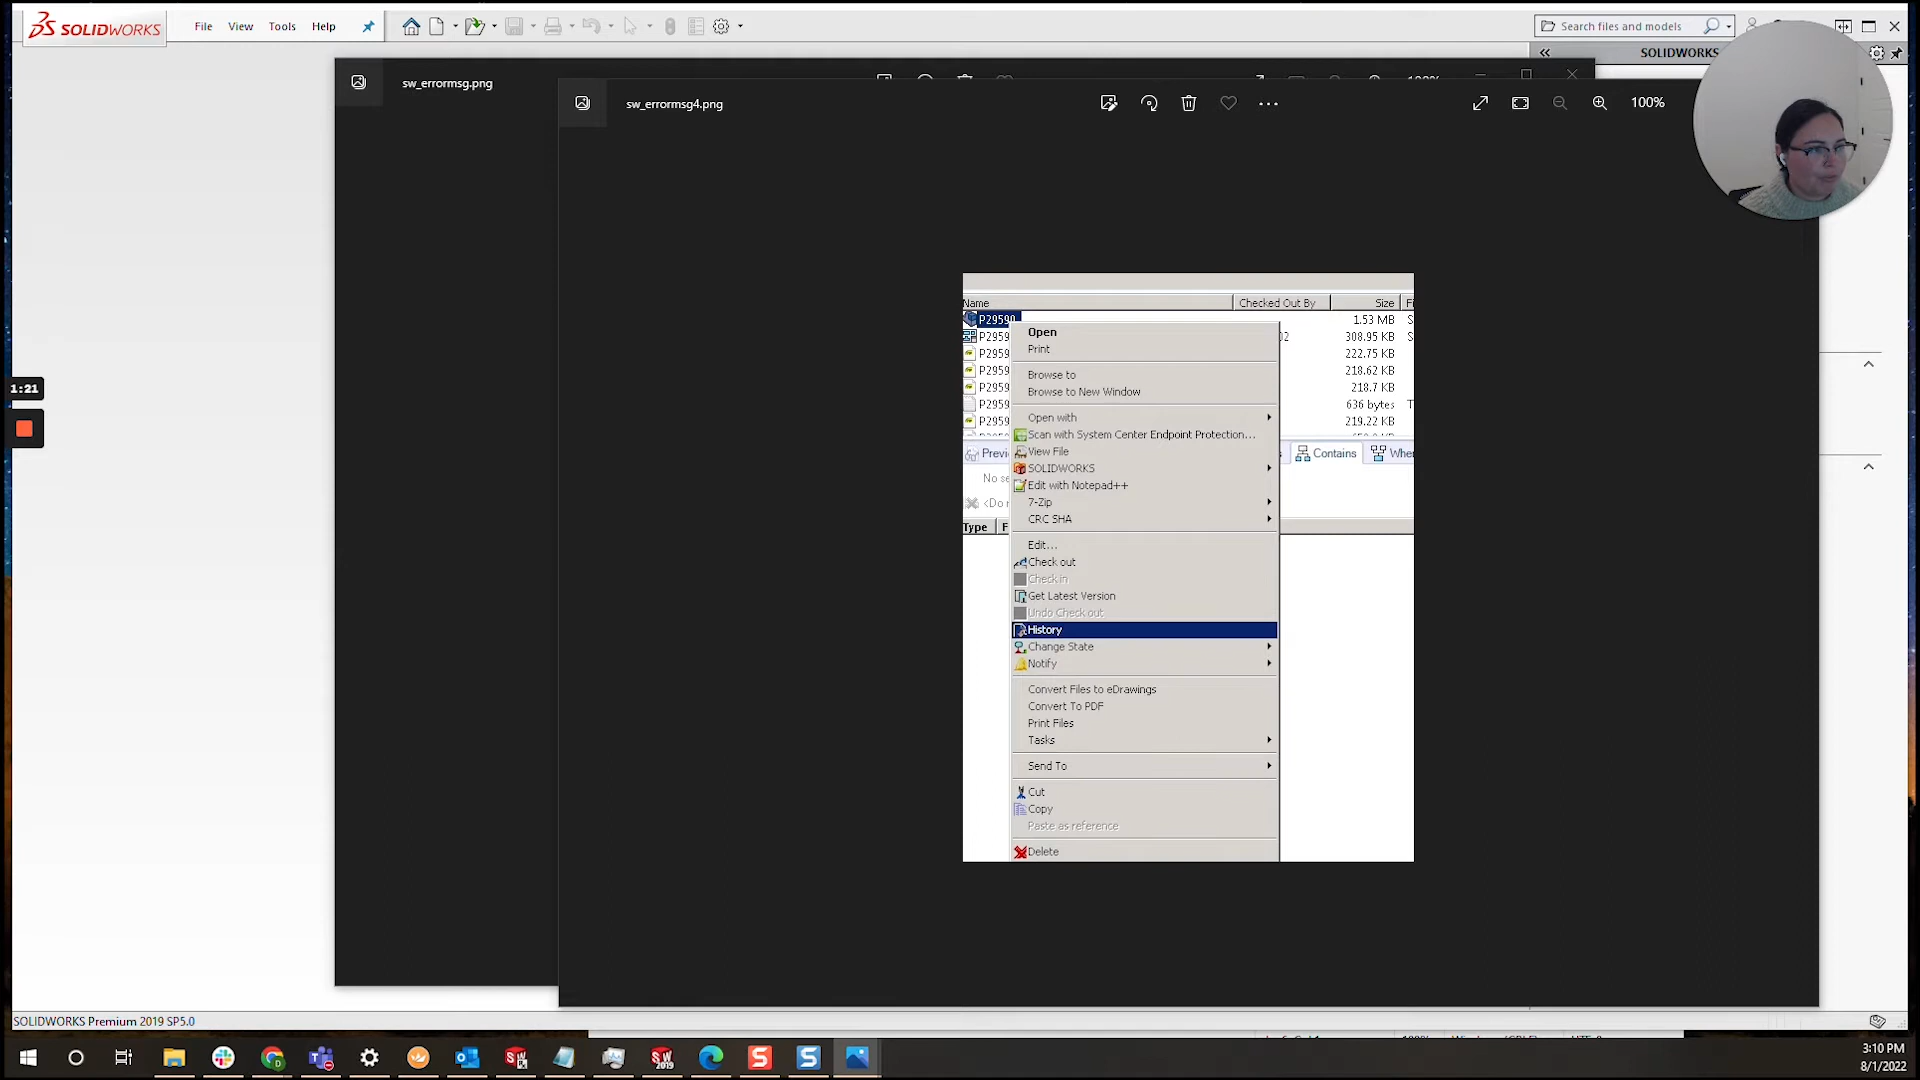 SOLIDWORKS
File View Tools Help
Search files and models
SOLIDWORKS
sw_errormsg.png
sw_errormsg4.png
100%
Name Checked Out By Size
P29590 1.53 MB S
P2959 308.95 KB S
P2959 222.75 KB
P2959 218.62 KB
P2959 218.7 KB
P2959 636 bytes T
P2959 219.22 KB
Contains
Type F
Open
Print
Browse to
Browse to New Window
Open with
Scan with System Center Endpoint Protection...
View File
SOLIDWORKS
Edit with Notepad++
7-Zip
CRC SHA
Edit...
Check out
Check in
Get Latest Version
Undo Check out
History
Change State
Notify
Convert Files to eDrawings
Convert To PDF
Print Files
Tasks
Send To
Cut
Copy
Paste as reference
Delete
1:21
SOLIDWORKS Premium 2019 SP5.0
3:10 PM
8/1/2022